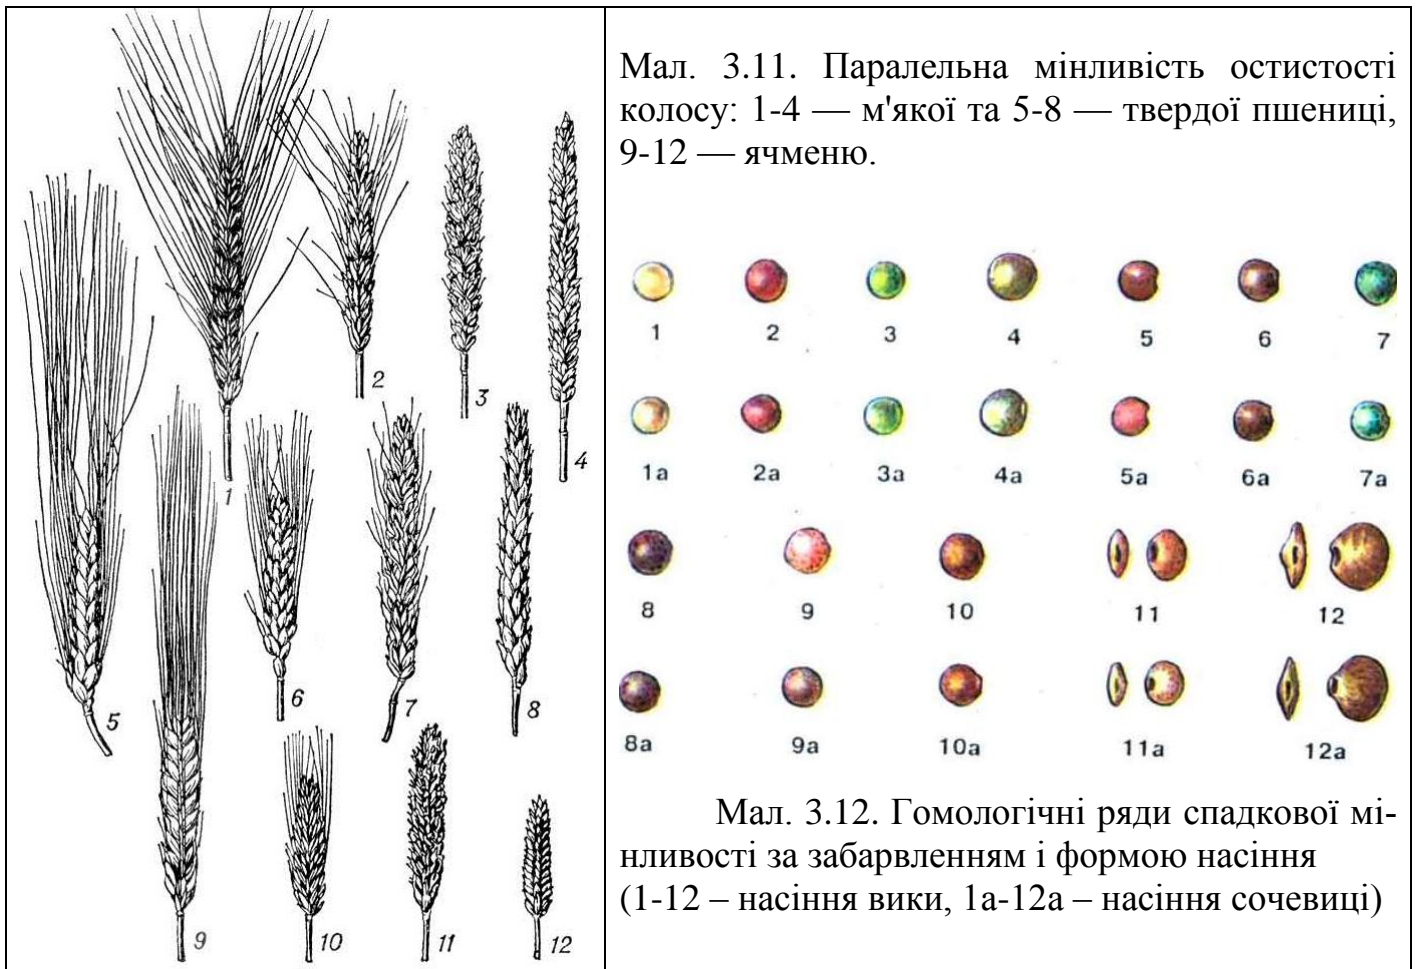 1
2
3
4
5
6
7
8
9
10
11
12
Мал. 3.11. Паралельна мінливість остистості
колосу: 1-4 — м'якої та 5-8 — твердої пшениці,
9-12 — ячменю.
1 2 3 4 5 6 7
1а 2а 3а 4а 5а 6а 7а
8 9 10 11 12
8а 9а 10а 11а 12а
Мал. 3.12. Гомологічні ряди спадкової мі-
нливості за забарвленням і формою насіння
(1-12 – насіння вики, 1а-12а – насіння сочевиці)